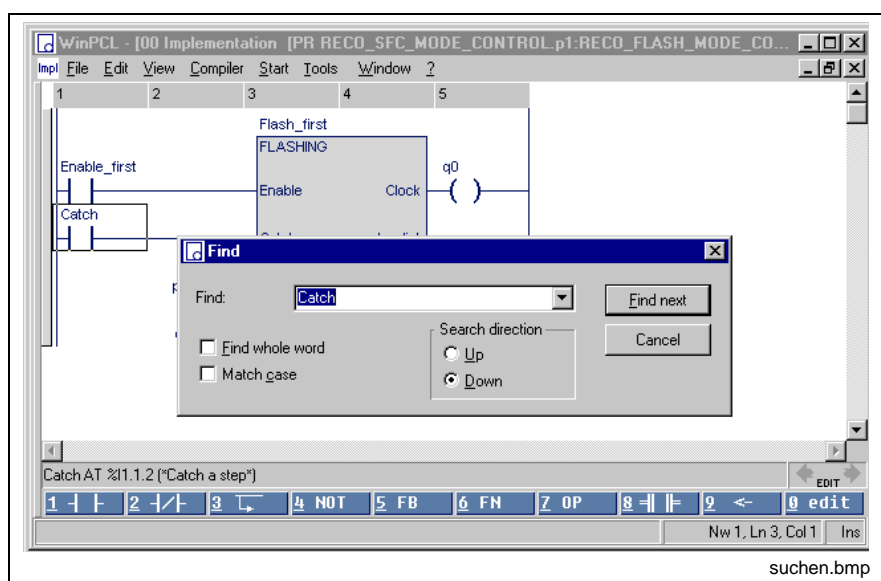 WinPCL - [00 Implementation [PR RECO_SFC_MODE_CONTROL.p1:RECO_FLASH_MODE_CO...
Impl File Edit View Compiler Start Tools Window ?
1 2 3 4 5
Flash_first
FLASHING
Enable_first
q0
Enable Clock
Catch
Find
Find: Catch Find next
Search direction
Cancel
Find whole word
Up
Match case
Down
Catch AT %I1.1.2 (*Catch a step*)
EDIT
1 2 3 4 NOT 5 FB 6 FN 7 OP 8 9 <- 0 edit
Nw 1, Ln 3, Col 1 Ins
suchen.bmp